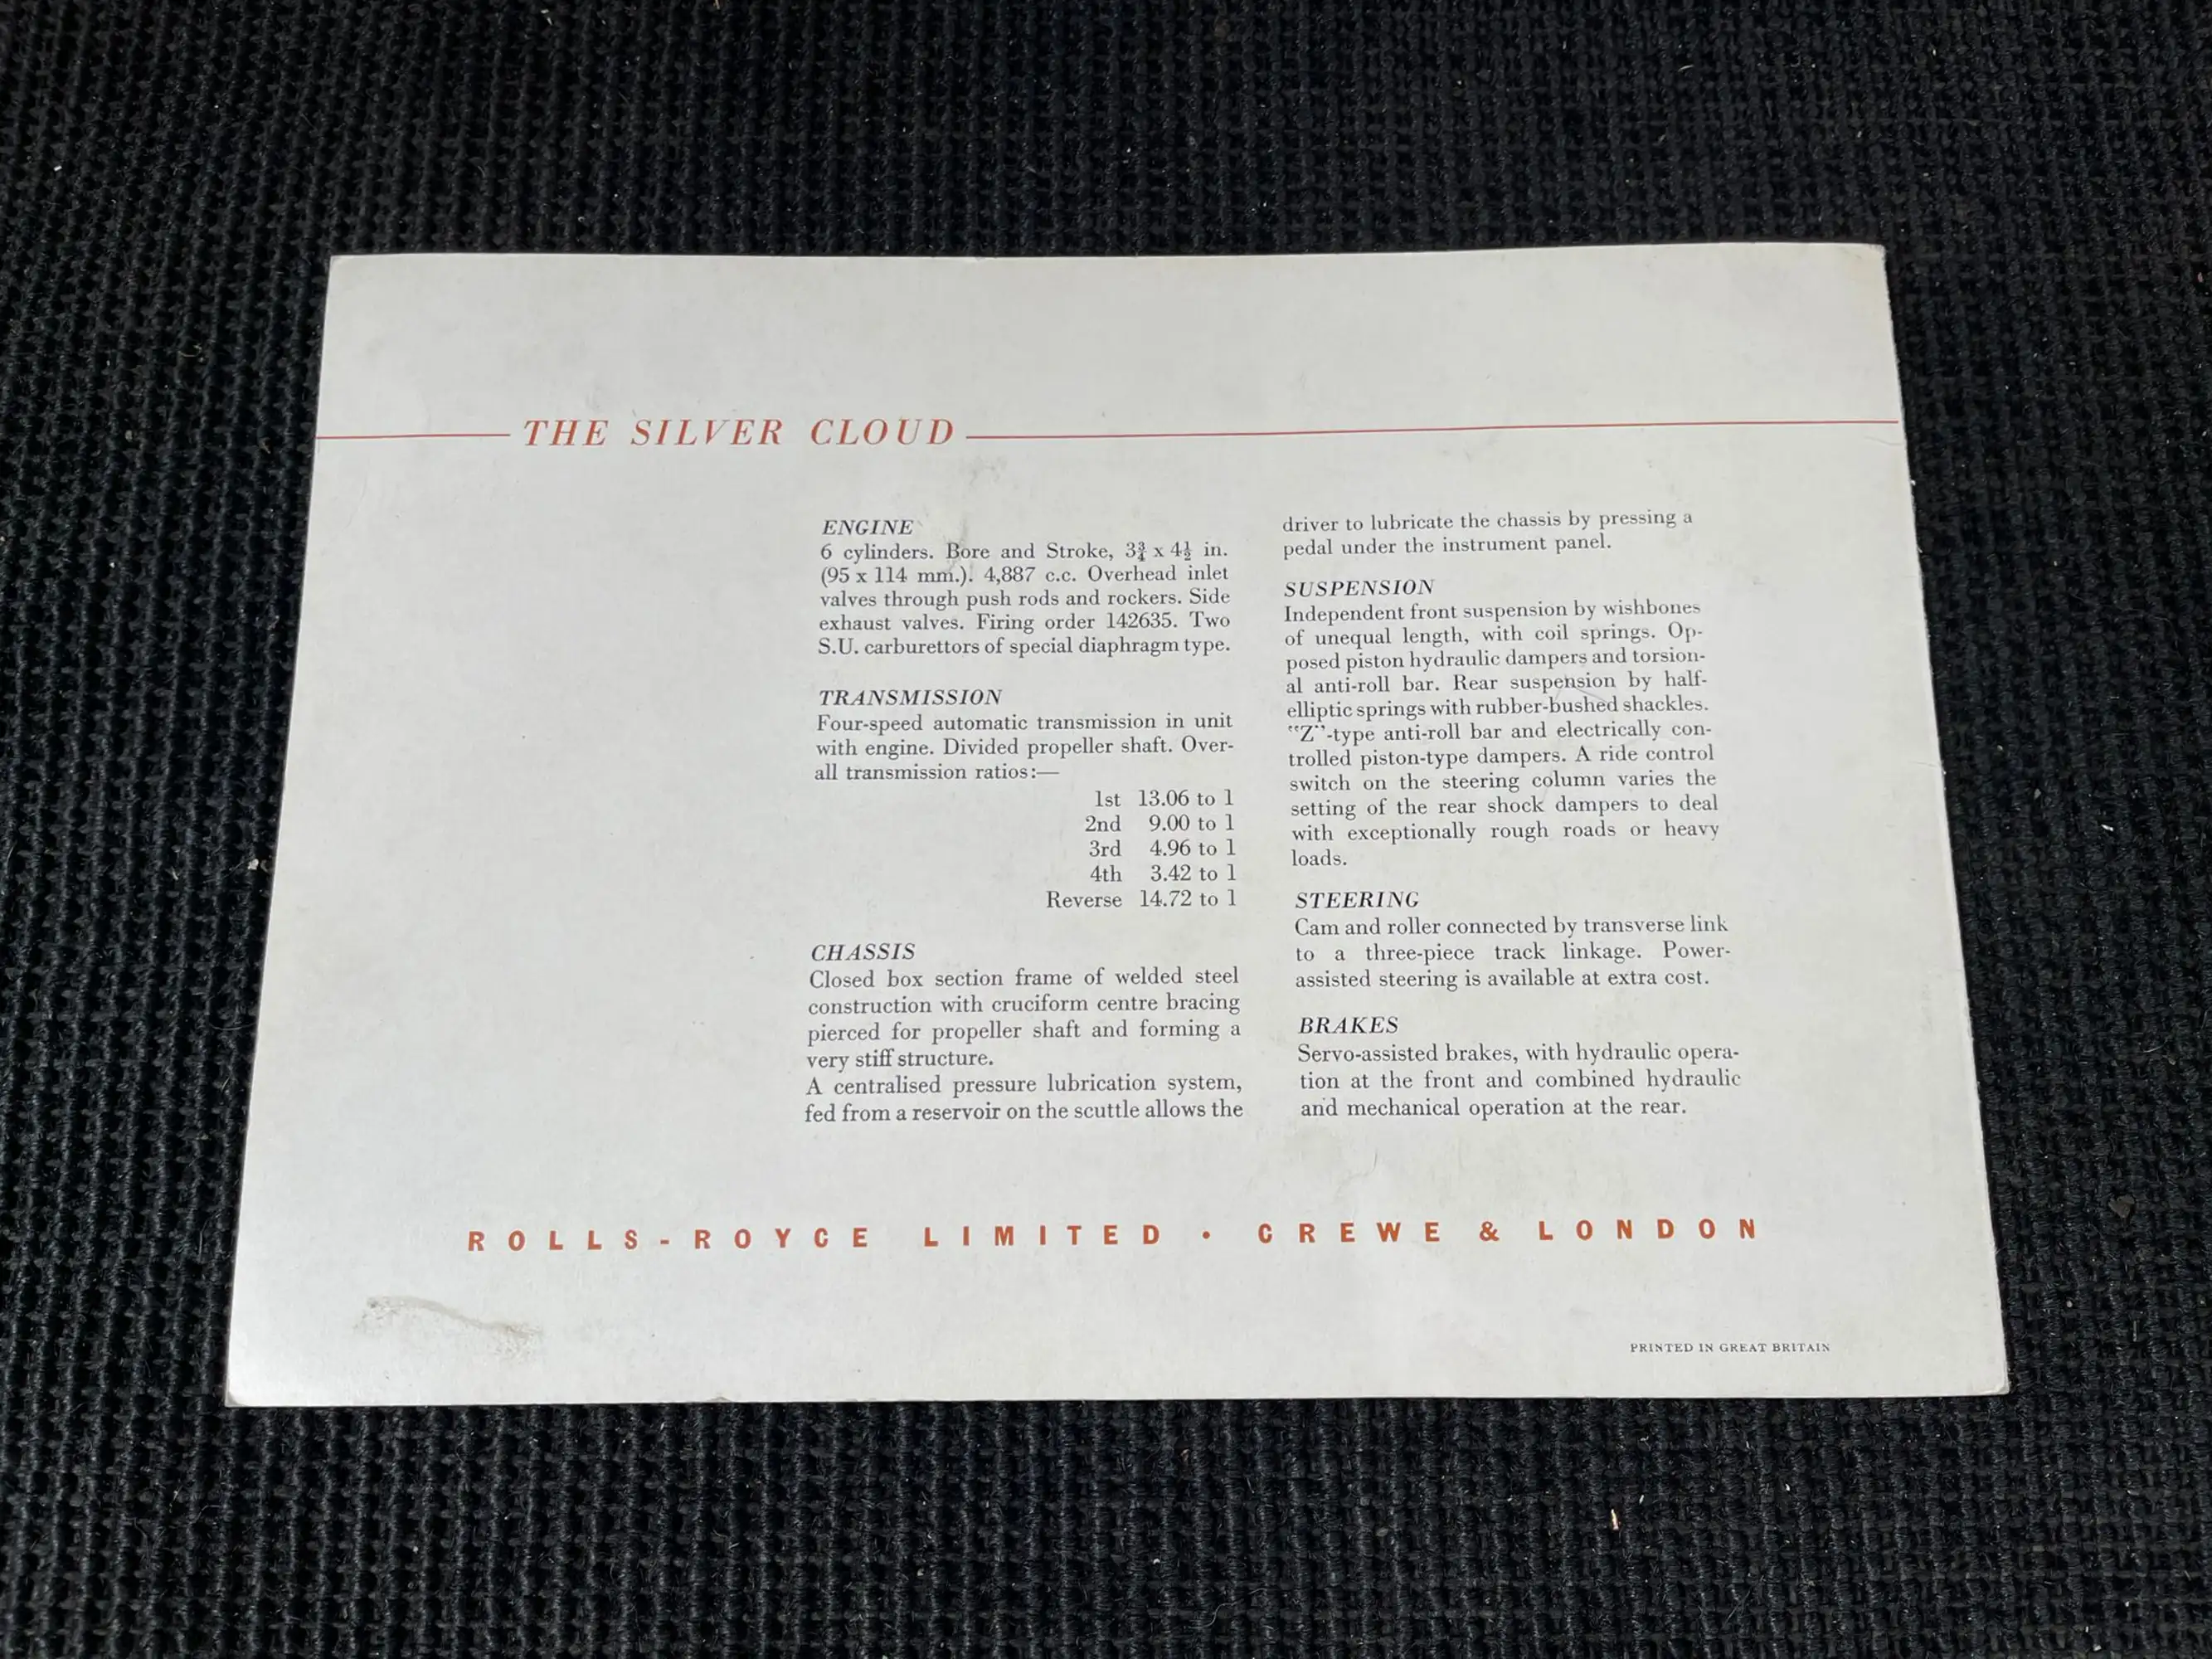 THE SILVER CLOUD
ENGINE
6 cylinders. Bore and Stroke, 3¾ x 4½ in.
(95 x 114 mm.). 4,887 c.c. Overhead inlet
valves through push rods and rockers. Side
exhaust valves. Firing order 142635. Two
S.U. carburettors of special diaphragm type.
TRANSMISSION
Four-speed automatic transmission in unit
with engine. Divided propeller shaft. Over-
all transmission ratios:—
1st 13.06 to 1
2nd 9.00 to 1
3rd 4.96 to 1
4th 3.42 to 1
Reverse 14.72 to 1
CHASSIS
Closed box section frame of welded steel
construction with cruciform centre bracing
pierced for propeller shaft and forming a
very stiff structure.
A centralised pressure lubrication system,
fed from a reservoir on the scuttle allows the
driver to lubricate the chassis by pressing a
pedal under the instrument panel.
SUSPENSION
Independent front suspension by wishbones
of unequal length, with coil springs. Op-
posed piston hydraulic dampers and torsion-
al anti-roll bar. Rear suspension by half-
elliptic springs with rubber-bushed shackles.
“Z”-type anti-roll bar and electrically con-
trolled piston-type dampers. A ride control
switch on the steering column varies the
setting of the rear shock dampers to deal
with exceptionally rough roads or heavy
loads.
STEERING
Cam and roller connected by transverse link
to a three-piece track linkage. Power-
assisted steering is available at extra cost.
BRAKES
Servo-assisted brakes, with hydraulic opera-
tion at the front and combined hydraulic
and mechanical operation at the rear.
ROLLS-ROYCE LIMITED · CREWE & LONDON
PRINTED IN GREAT BRITAIN